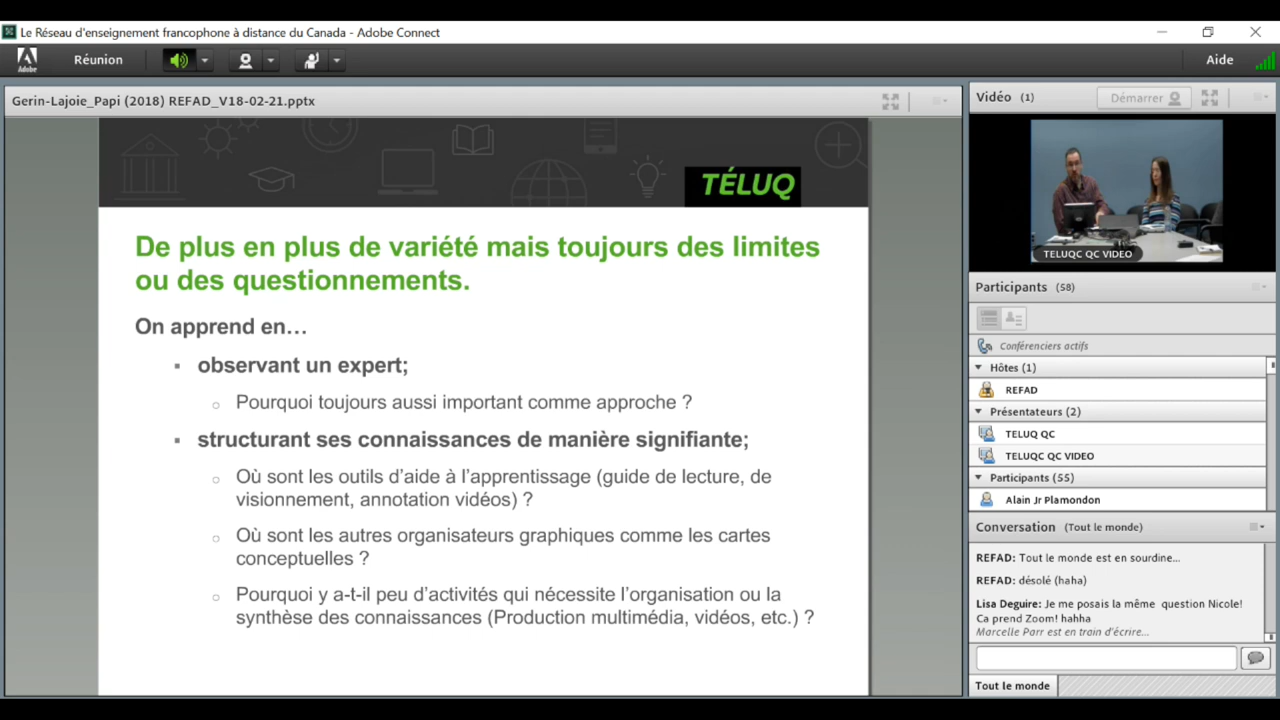 Le Réseau d'enseignement francophone à distance du Canada - Adobe Connect
Adobe
Réunion
Aide
Gerin-Lajoie_Papi (2018) REFAD_V18-02-21.pptx
TÉLUQ
De plus en plus de variété mais toujours des limites
ou des questionnements.
On apprend en…
▪ observant un expert;
○ Pourquoi toujours aussi important comme approche ?
▪ structurant ses connaissances de manière signifiante;
○ Où sont les outils d’aide à l’apprentissage (guide de lecture, de
visionnement, annotation vidéos) ?
○ Où sont les autres organisateurs graphiques comme les cartes
conceptuelles ?
○ Pourquoi y a-t-il peu d’activités qui nécessite l’organisation ou la
synthèse des connaissances (Production multimédia, vidéos, etc.) ?
Vidéo (1)
Démarrer
TELUQC QC VIDEO
Participants (58)
Conférenciers actifs
Hôtes (1)
REFAD
Présentateurs (2)
TELUQ QC
TELUQC QC VIDEO
Participants (55)
Alain Jr Plamondon
Conversation (Tout le monde)
REFAD: Tout le monde est en sourdine...
REFAD: désolé (haha)
Lisa Deguire: Je me posais la même question Nicole!
Ca prend Zoom! hahha
Marcelle Parr est en train d'écrire...
Tout le monde